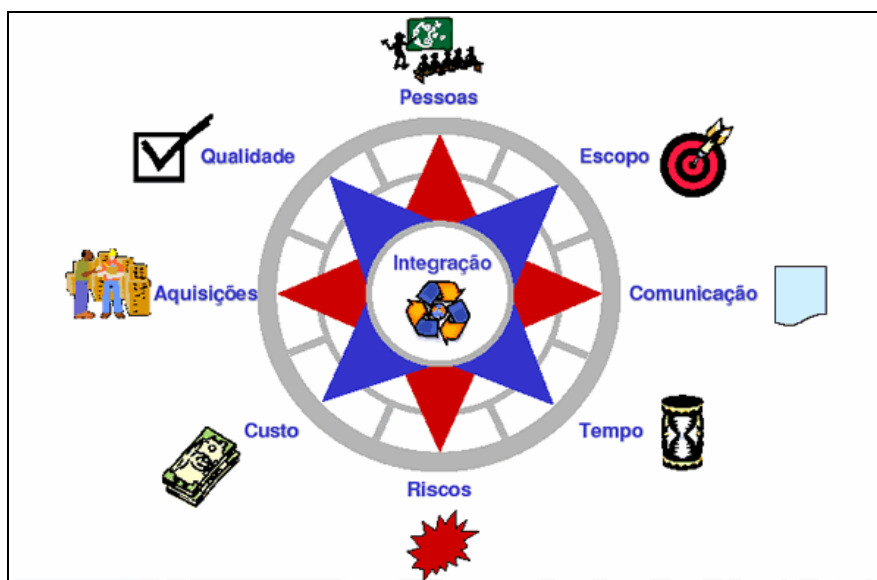 Pessoas
Qualidade
Escopo
Integração
Aquisições
Comunicação
Custo
Tempo
Riscos